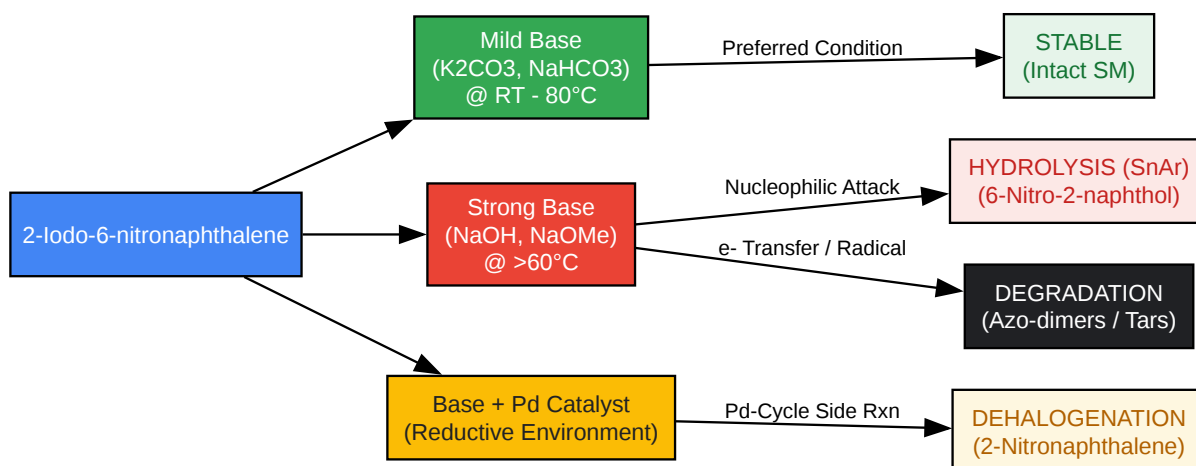 2-Iodo-6-nitronaphthalene
Mild Base
(K2CO3, NaHCO3)
@ RT - 80°C
Preferred Condition
STABLE
(Intact SM)
Strong Base
(NaOH, NaOMe)
@ >60°C
Nucleophilic Attack
HYDROLYSIS (SnAr)
(6-Nitro-2-naphthol)
e- Transfer / Radical
DEGRADATION
(Azo-dimers / Tars)
Base + Pd Catalyst
(Reductive Environment)
Pd-Cycle Side Rxn
DEHALOGENATION
(2-Nitronaphthalene)